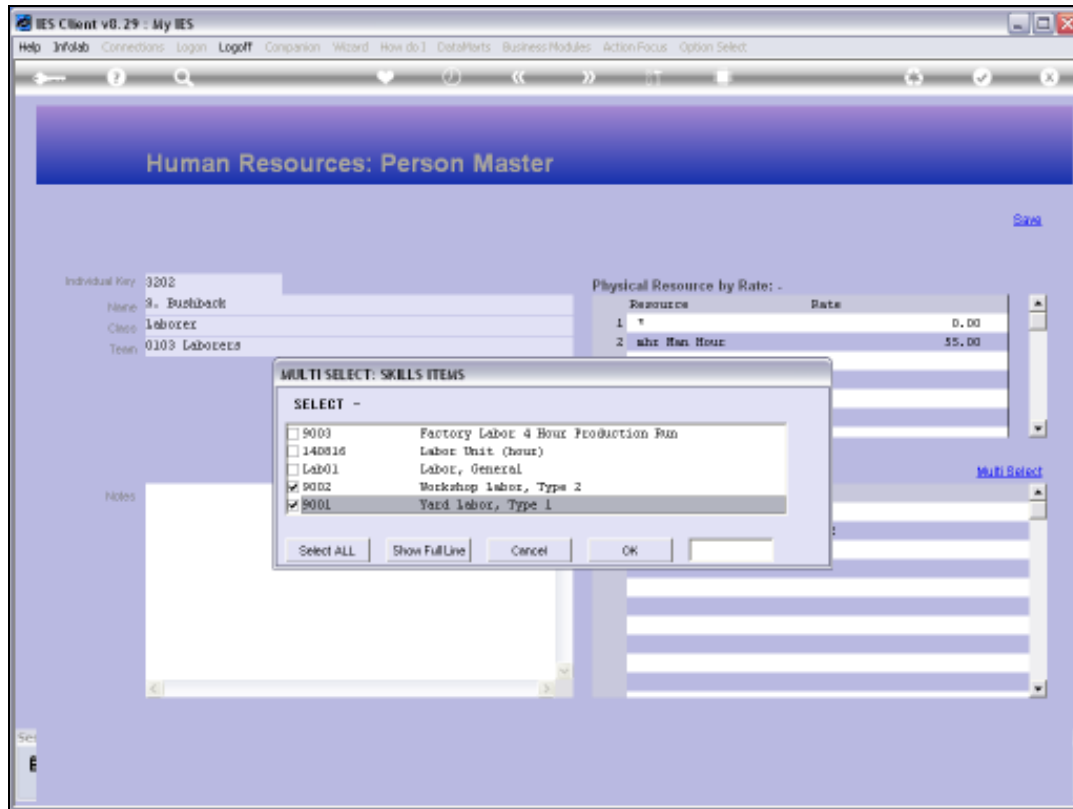 IES Client v8.29 : My IES
Help Infolab Connections Logon Logoff Companion Wizard How do I DataMarts Business Modules Action Focus Option Select
Human Resources: Person Master
Save
Individual Key 3202
Name S. Bushback
Class Laborer
Team 0103 Laborers
Physical Resource by Rate: -
Resource Rate
1 * 0.00
2 mhr Man Hour 55.00
MULTI SELECT: SKILLS ITEMS
SELECT -
9003 Factory Labor 4 Hour Production Run
140816 Labor Unit (hour)
Lab01 Labor, General
9002 Workshop labor, Type 2
9001 Yard labor, Type 1
Select ALL Show Full Line Cancel OK
Multi Select
Notes